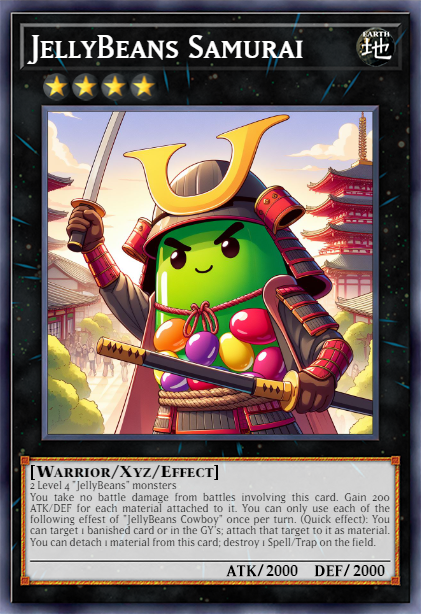 JellyBeans Samurai
EARTH
地
[Warrior/Xyz/Effect]
2 Level 4 "JellyBeans" monsters
You take no battle damage from battles involving this card. Gain 200
ATK/DEF for each material attached to it. You can only use each of the
following effest of "JellyBeans Cowboy" once per turn. (Quick effect): You
can target 1 banished card or in the GY's; attach that target to it as material.
You can detach 1 material from this card; destroy 1 Spell/Trap on the field.
ATK/2000 DEF/2000